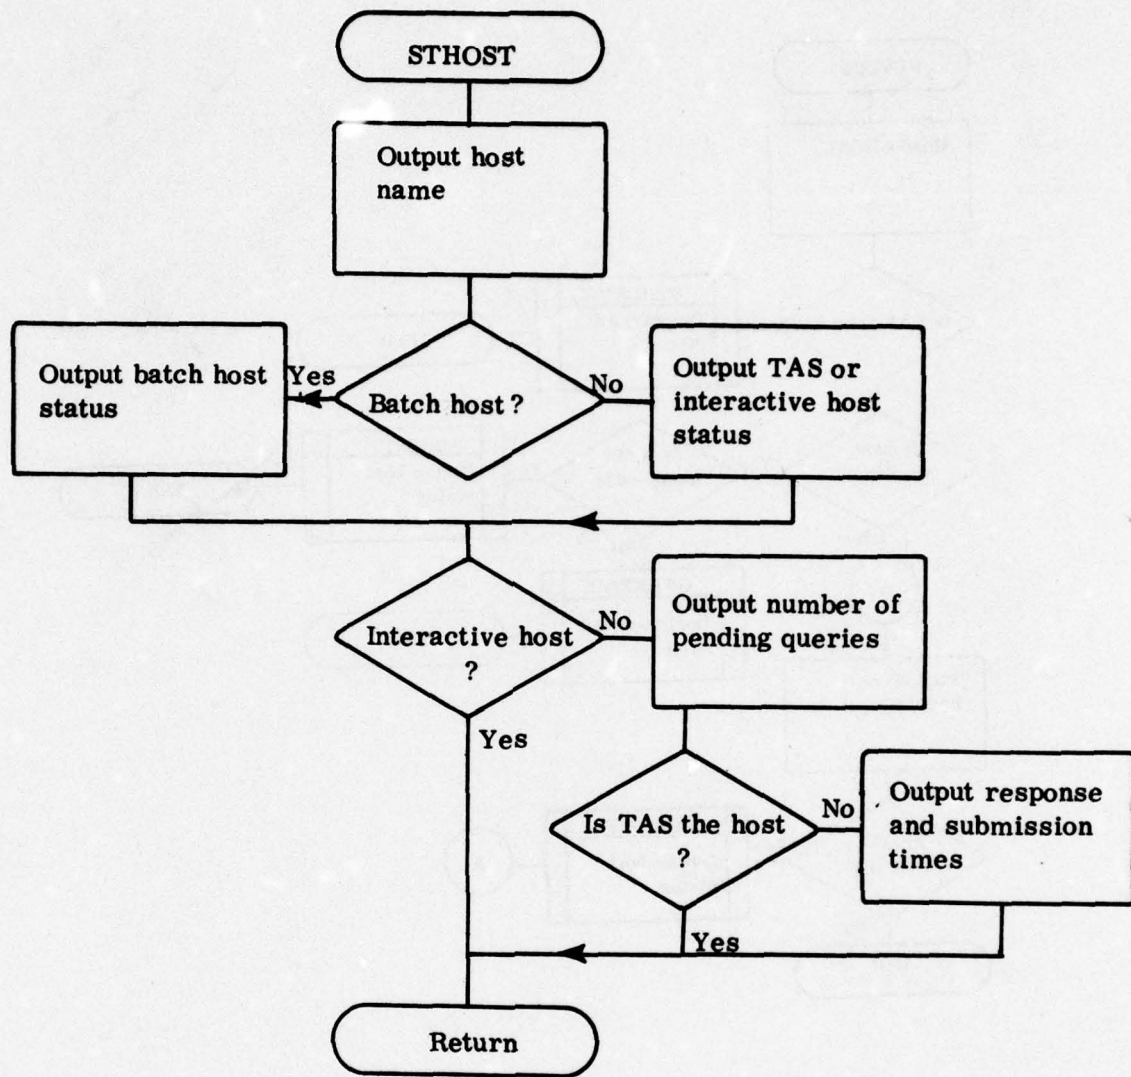 STHOST
Output host
name
Output batch host
status
Yes
Batch host?
No
Output TAS or
interactive host
status
Interactive host
?
No
Output number of
pending queries
Yes
Is TAS the host
?
No
Output response
and submission
times
Yes
Return